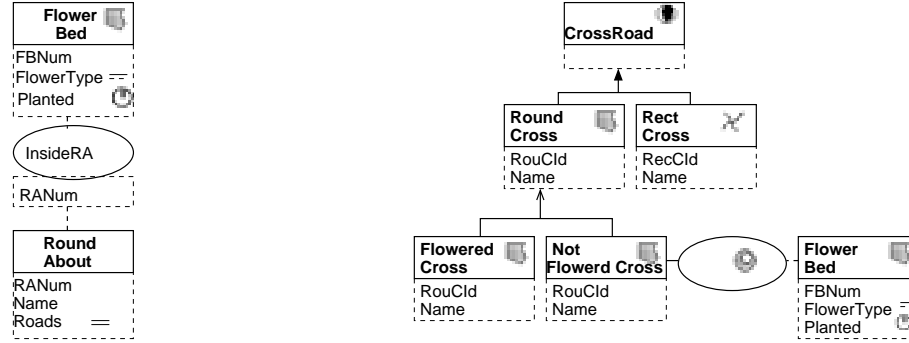 Flower
Bed
FBNum
FlowerType
Planted
InsideRA
RANum
Round
About
RANum
Name
Roads
CrossRoad
Round
Cross
RouCId
Name
Rect
Cross
RecCId
Name
Flowered
Cross
RouCId
Name
Not
Flowerd Cross
RouCId
Name
Flower
Bed
FBNum
FlowerType
Planted